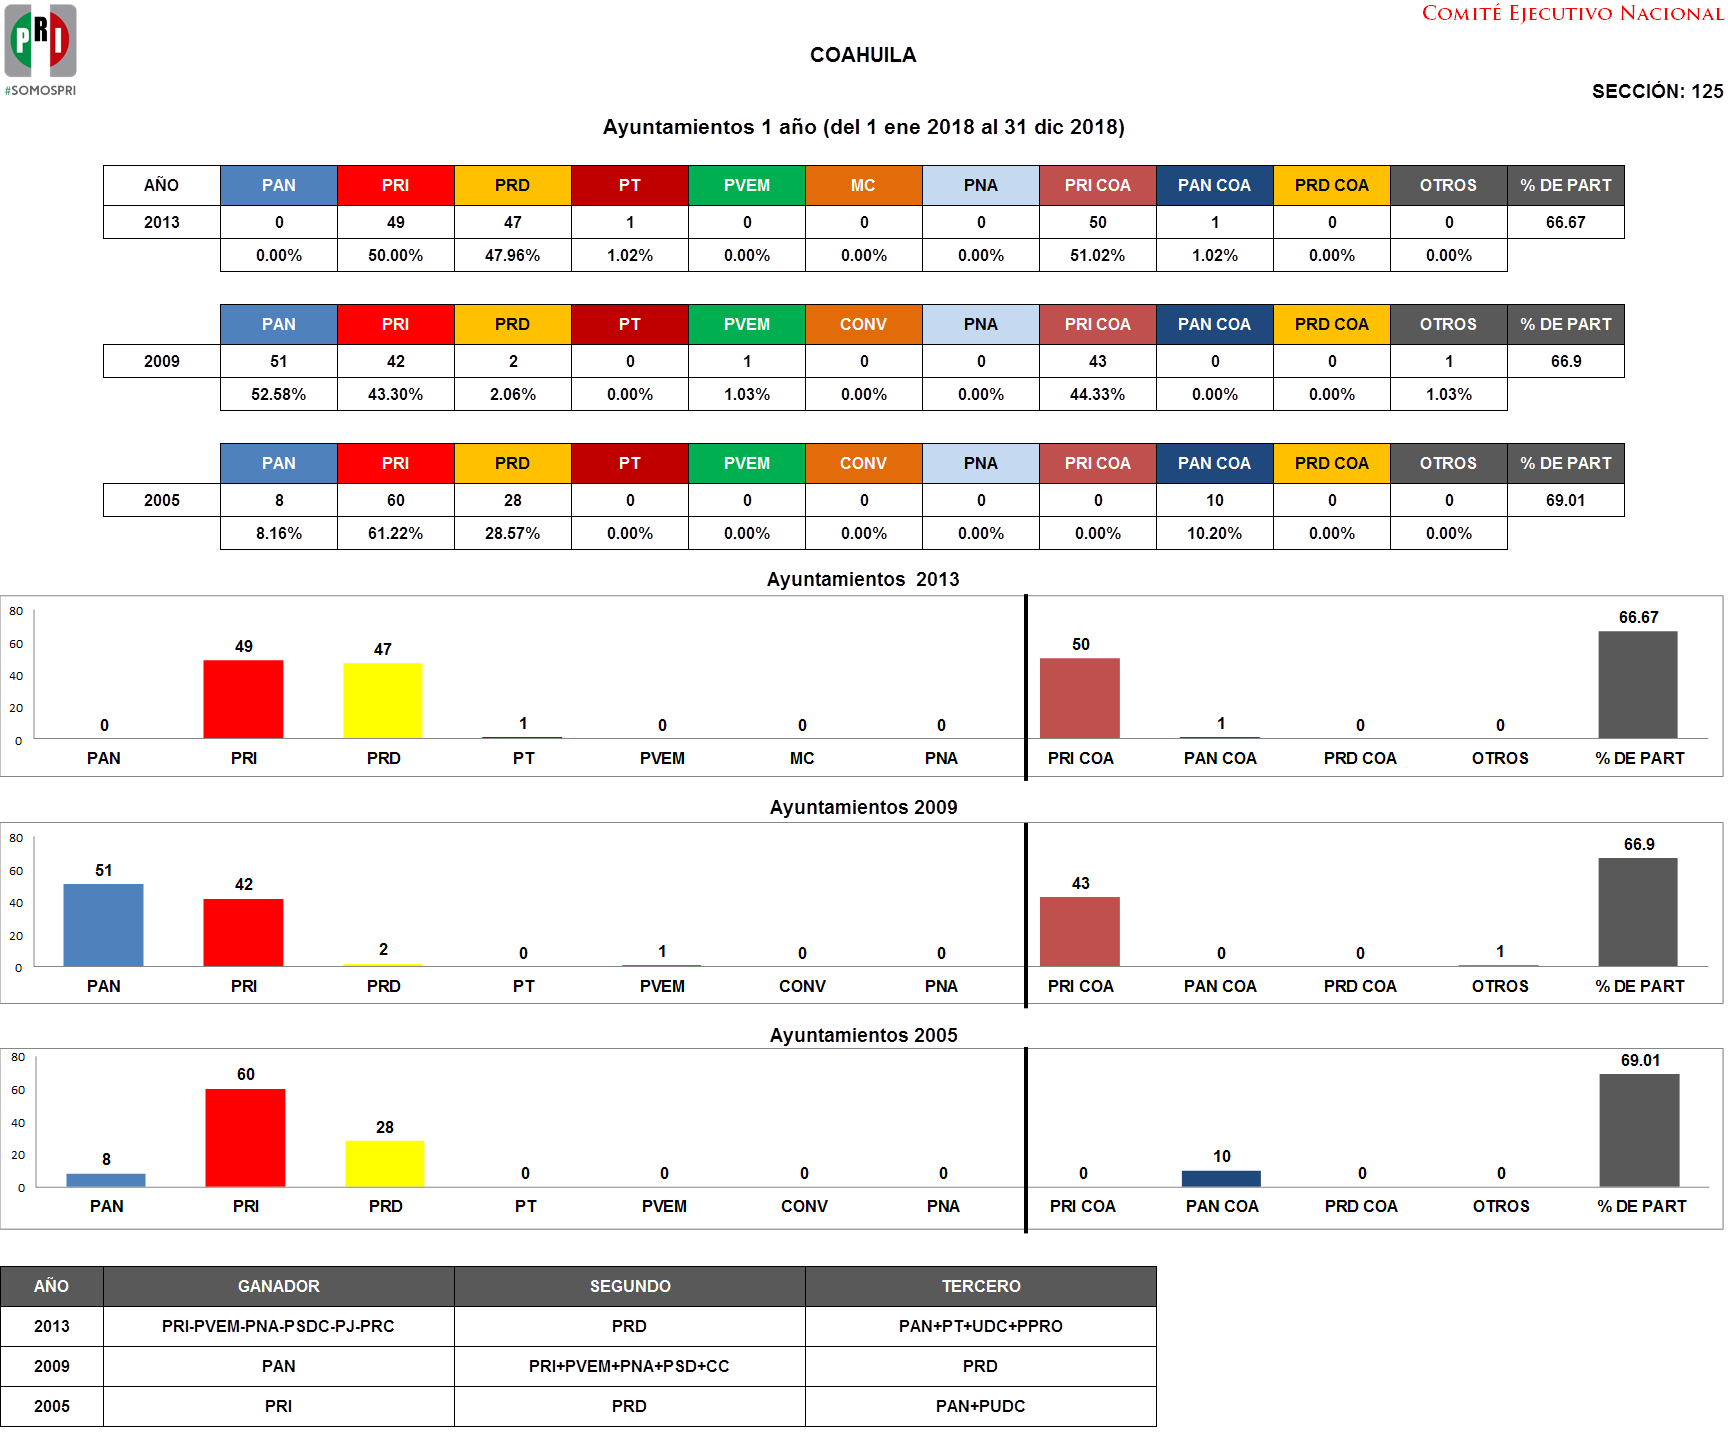 COMITÉ EJECUTIVO NACIONAL
PRI
#SOMOSPRI
COAHUILA
SECCIÓN: 125
Ayuntamientos 1 año (del 1 ene 2018 al 31 dic 2018)
AÑO PAN PRI PRD PT PVEM MC PNA PRI COA PAN COA PRD COA OTROS % DE PART
2013 0 49 47 1 0 0 0 50 1 0 0 66.67
0.00% 50.00% 47.96% 1.02% 0.00% 0.00% 0.00% 51.02% 1.02% 0.00% 0.00%
PAN PRI PRD PT PVEM CONV PNA PRI COA PAN COA PRD COA OTROS % DE PART
2009 51 42 2 0 1 0 0 43 0 0 1 66.9
52.58% 43.30% 2.06% 0.00% 1.03% 0.00% 0.00% 44.33% 0.00% 0.00% 1.03%
PAN PRI PRD PT PVEM CONV PNA PRI COA PAN COA PRD COA OTROS % DE PART
2005 8 60 28 0 0 0 0 0 10 0 0 69.01
8.16% 61.22% 28.57% 0.00% 0.00% 0.00% 0.00% 0.00% 10.20% 0.00% 0.00%
Ayuntamientos 2013
80
60
40
20
0
0 49 47 1 0 0 0 50 1 0 0 66.67
PAN PRI PRD PT PVEM MC PNA PRI COA PAN COA PRD COA OTROS % DE PART
Ayuntamientos 2009
80
60
40
20
0
51 42 2 0 1 0 0 43 0 0 1 66.9
PAN PRI PRD PT PVEM CONV PNA PRI COA PAN COA PRD COA OTROS % DE PART
Ayuntamientos 2005
80
60
40
20
0
8 60 28 0 0 0 0 0 10 0 0 69.01
PAN PRI PRD PT PVEM CONV PNA PRI COA PAN COA PRD COA OTROS % DE PART
AÑO GANADOR SEGUNDO TERCERO
2013 PRI-PVEM-PNA-PSDC-PJ-PRC PRD PAN+PT+UDC+PPRO
2009 PAN PRI+PVEM+PNA+PSD+CC PRD
2005 PRI PRD PAN+PUDC